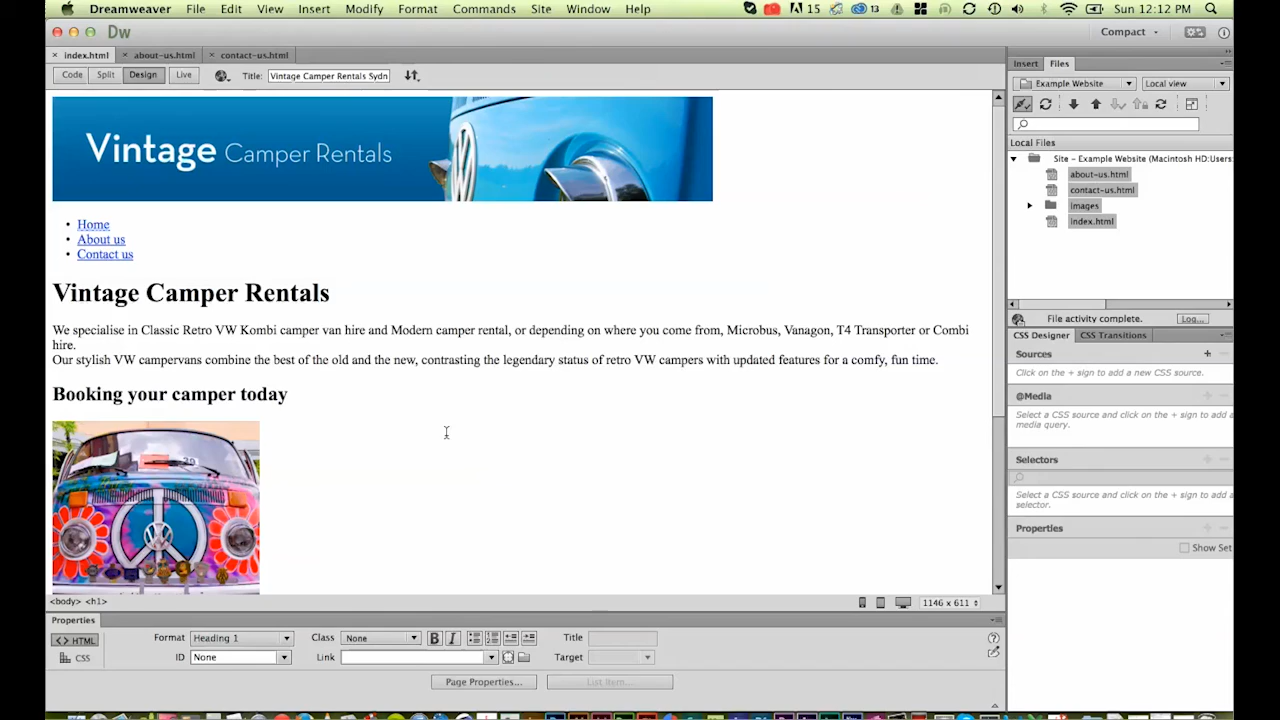 Dreamweaver File Edit View Insert Modify Format Commands Site Window Help 15 13 Sun 12:12 PM
Dw Compact
index.html about-us.html contact-us.html
Code Split Design Live Title: Vintage Camper Rentals Sydn
Vintage Camper Rentals
Home
About us
Contact us
Vintage Camper Rentals
We specialise in Classic Retro VW Kombi camper van hire and Modern camper rental, or depending on where you come from, Microbus, Vanagon, T4 Transporter or Combi
hire.
Our stylish VW campervans combine the best of the old and the new, contrasting the legendary status of retro VW campers with updated features for a comfy, fun time.
Booking your camper today
<body> <h1> 1146 x 611
Properties
<> HTML Format Heading 1 Class None B I Title
CSS ID None Link Target
Page Properties... List Item...
Insert Files
Example Website Local view
Local Files
Site – Example Website (Macintosh HD:Users:
about-us.html
contact-us.html
images
index.html
File activity complete. Log...
CSS Designer CSS Transitions
Sources
Click on the + sign to add a new CSS source.
@Media
Select a CSS source and click on the + sign to add a
media query.
Selectors
Select a CSS source and click on the + sign to add a
selector.
Properties
Show Set